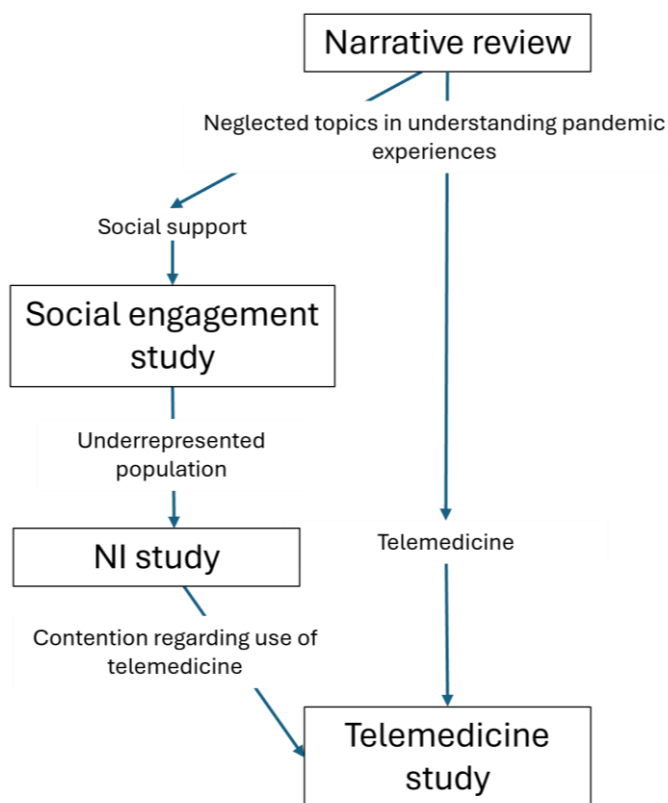 Narrative review
Neglected topics in understanding pandemic
experiences
Social support
Social engagement
study
Underrepresented
population
NI study
Telemedicine
Contention regarding use of
telemedicine
Telemedicine
study